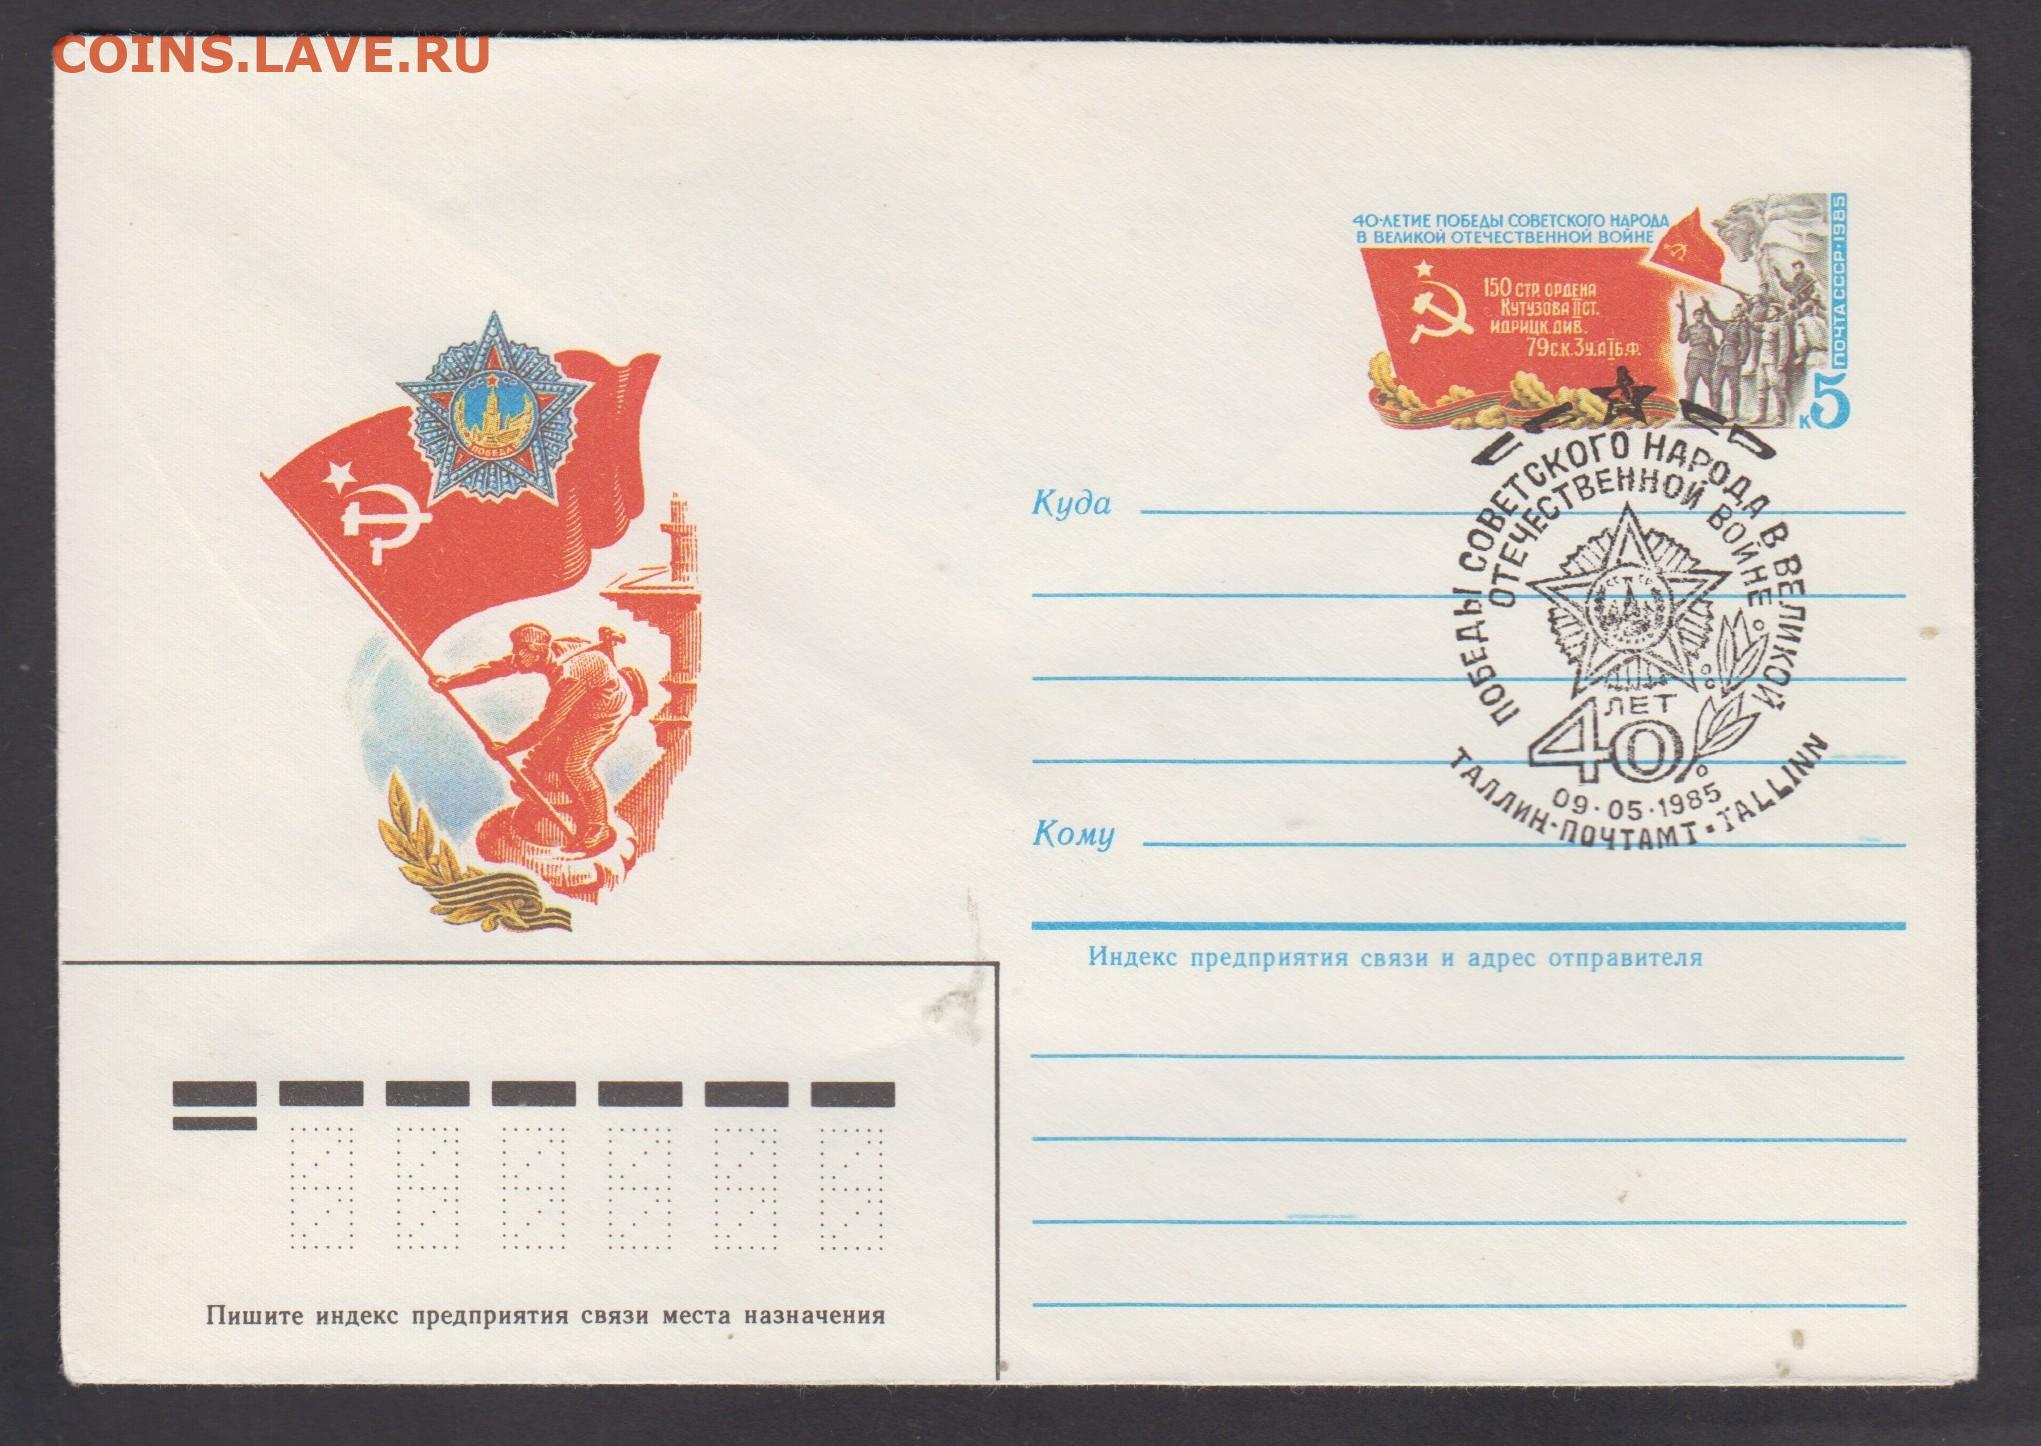 COINS.LAVE.RU
40-ЛЕТИЕ ПОБЕДЫ СОВЕТСКОГО НАРОДА
В ВЕЛИКОЙ ОТЕЧЕСТВЕННОЙ ВОЙНЕ
150 СТР. ОРДЕНА
КУТУЗОВА II СТ.
ИДРИЦК. ДИВ.
79 С.К. 3 У.А. I Б.Ф.
ПОЧТА СССР·1985
К 5
СССР
ПОБЕДА
Куда
ПОБЕДЫ СОВЕТСКОГО НАРОДА В ВЕЛИКОЙ
ОТЕЧЕСТВЕННОЙ ВОЙНЕ
ЛЕТ
40
09·05·1985
ТАЛЛИН-ПОЧТАМТ·TALLINN
Кому
Индекс предприятия связи и адрес отправителя
Пишите индекс предприятия связи места назначения